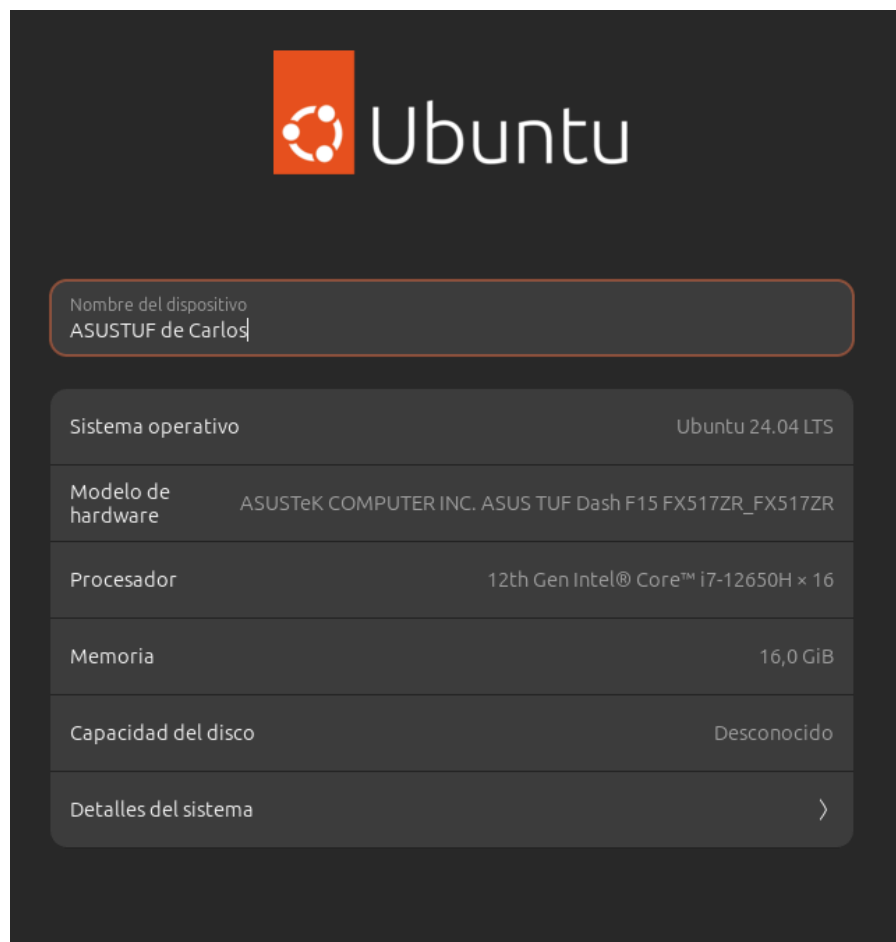 Ubuntu
Nombre del dispositivo
ASUSTUF de Carlos
Sistema operativo
Ubuntu 24.04 LTS
Modelo de
hardware
ASUSTeK COMPUTER INC. ASUS TUF Dash F15 FX517ZR_FX517ZR
Procesador
12th Gen Intel® Core™ i7-12650H × 16
Memoria
16,0 GiB
Capacidad del disco
Desconocido
Detalles del sistema